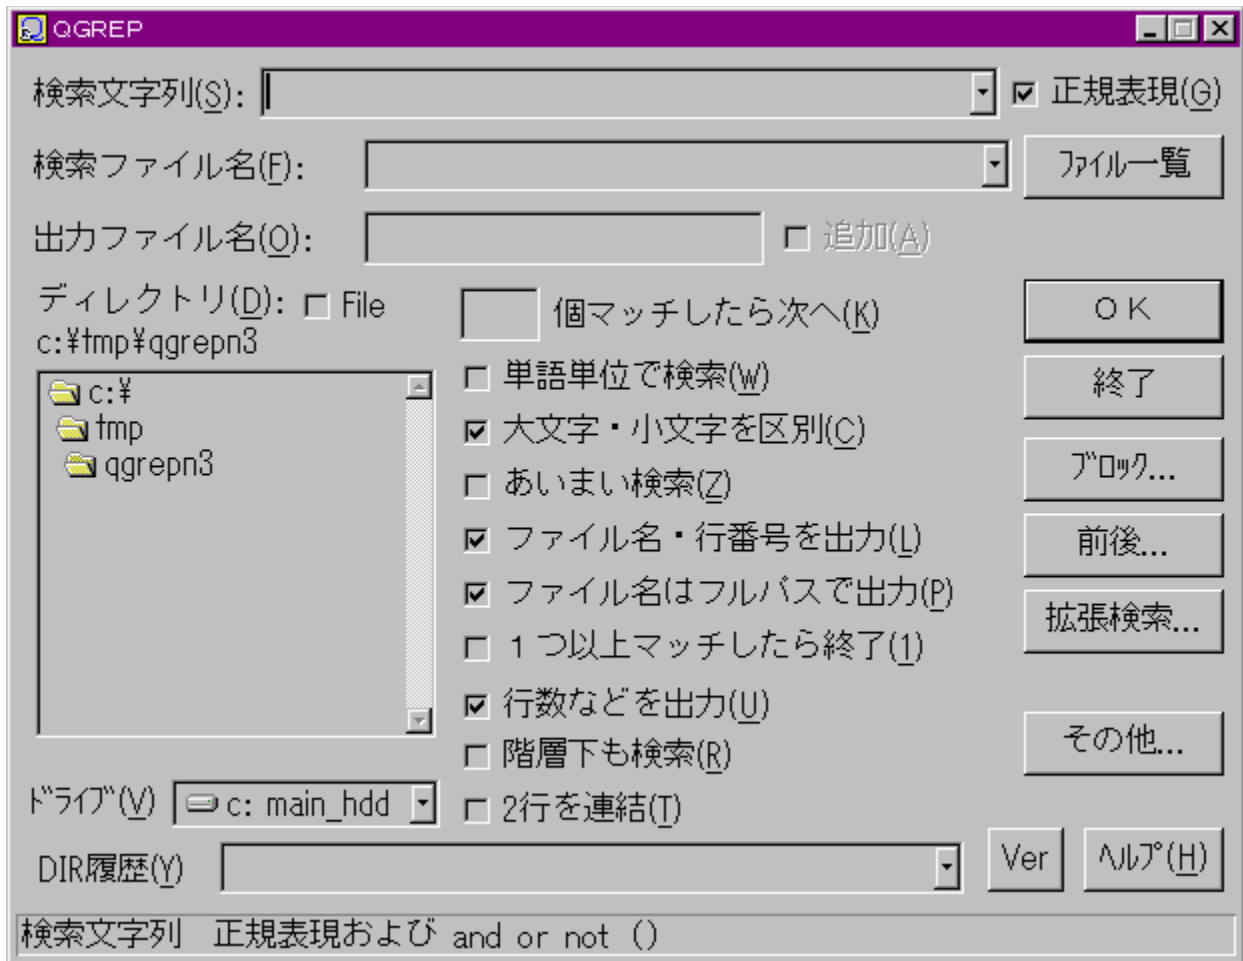 QGREP
検索文字列(S): 正規表現(G)
検索ファイル名(F): ﾌｧｲﾙ一覧
出力ファイル名(O): 追加(A)
ディレクトリ(D): File
c:¥tmp¥qgrepn3
c:¥
tmp
qgrepn3
ﾄﾞﾗｲﾌﾞ(V) c: main_hdd
個マッチしたら次へ(K)
単語単位で検索(W)
大文字・小文字を区別(C)
あいまい検索(Z)
ファイル名・行番号を出力(L)
ファイル名はフルパスで出力(P)
１つ以上マッチしたら終了(1)
行数などを出力(U)
階層下も検索(R)
2行を連結(T)
ＯＫ
終了
ﾌﾞﾛｯｸ...
前後...
拡張検索...
その他...
DIR履歴(Y) Ver ﾍﾙﾌﾟ(H)
検索文字列　正規表現および and or not ()